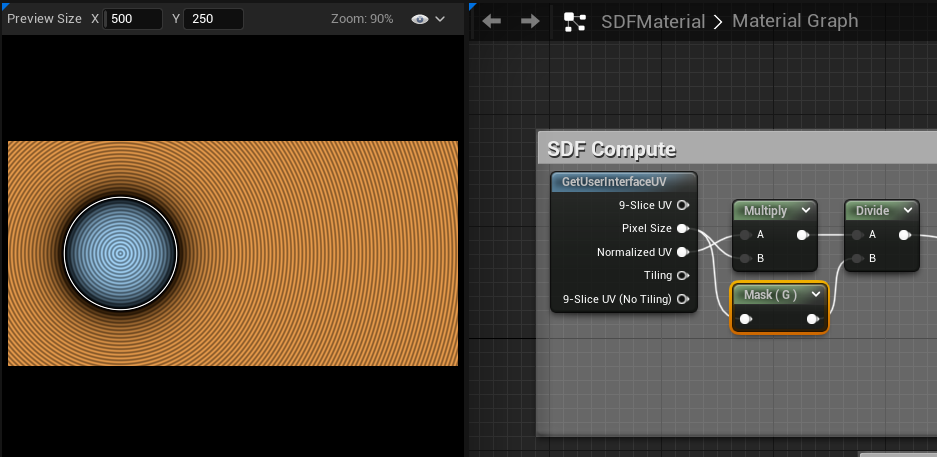 Preview Size X 500 Y 250 Zoom: 90%
SDFMaterial > Material Graph
SDF Compute
GetUserInterfaceUV
9-Slice UV
Pixel Size
Normalized UV
Tiling
9-Slice UV (No Tiling)
Multiply
A
B
Divide
A
B
Mask ( G )